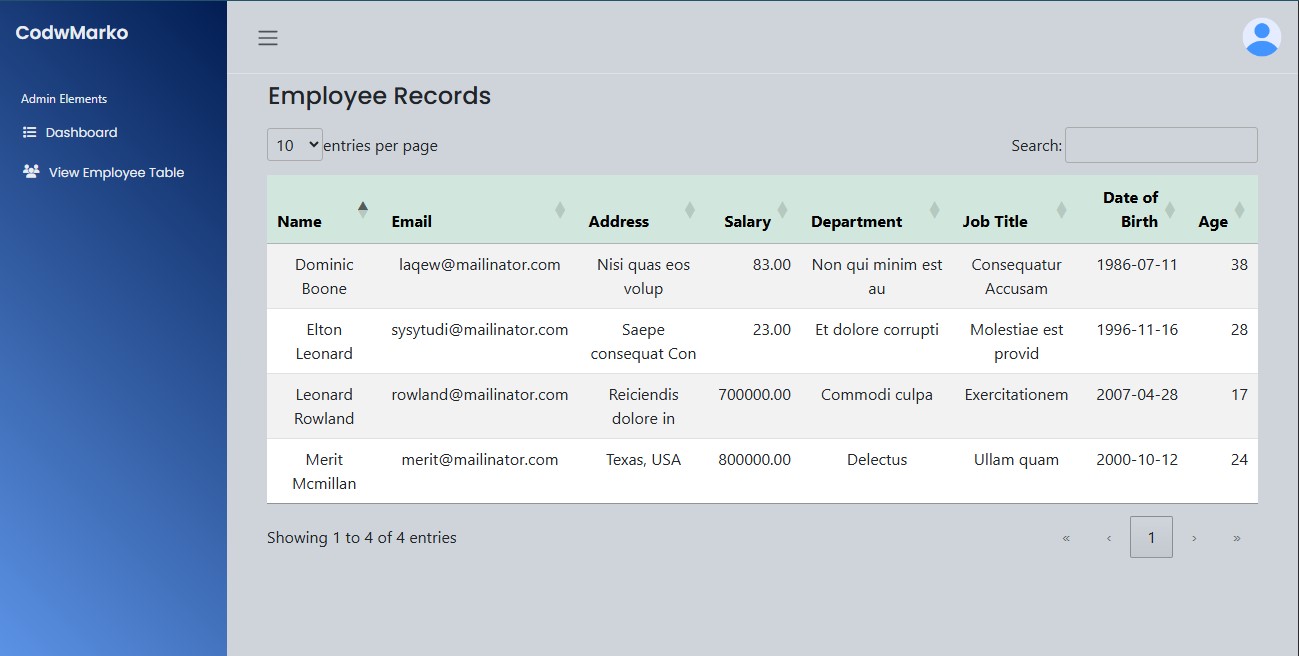 CodwMarko
Admin Elements
Dashboard
View Employee Table
Employee Records
10 entries per page
Search:
Name Email Address Salary Department Job Title Date of Birth Age
Dominic Boone laqew@mailinator.com Nisi quas eos volup 83.00 Non qui minim est au Consequatur Accusam 1986-07-11 38
Elton Leonard sysytudi@mailinator.com Saepe consequat Con 23.00 Et dolore corrupti Molestiae est provid 1996-11-16 28
Leonard Rowland rowland@mailinator.com Reiciendis dolore in 700000.00 Commodi culpa Exercitationem 2007-04-28 17
Merit Mcmillan merit@mailinator.com Texas, USA 800000.00 Delectus Ullam quam 2000-10-12 24
Showing 1 to 4 of 4 entries
« ‹ 1 › »